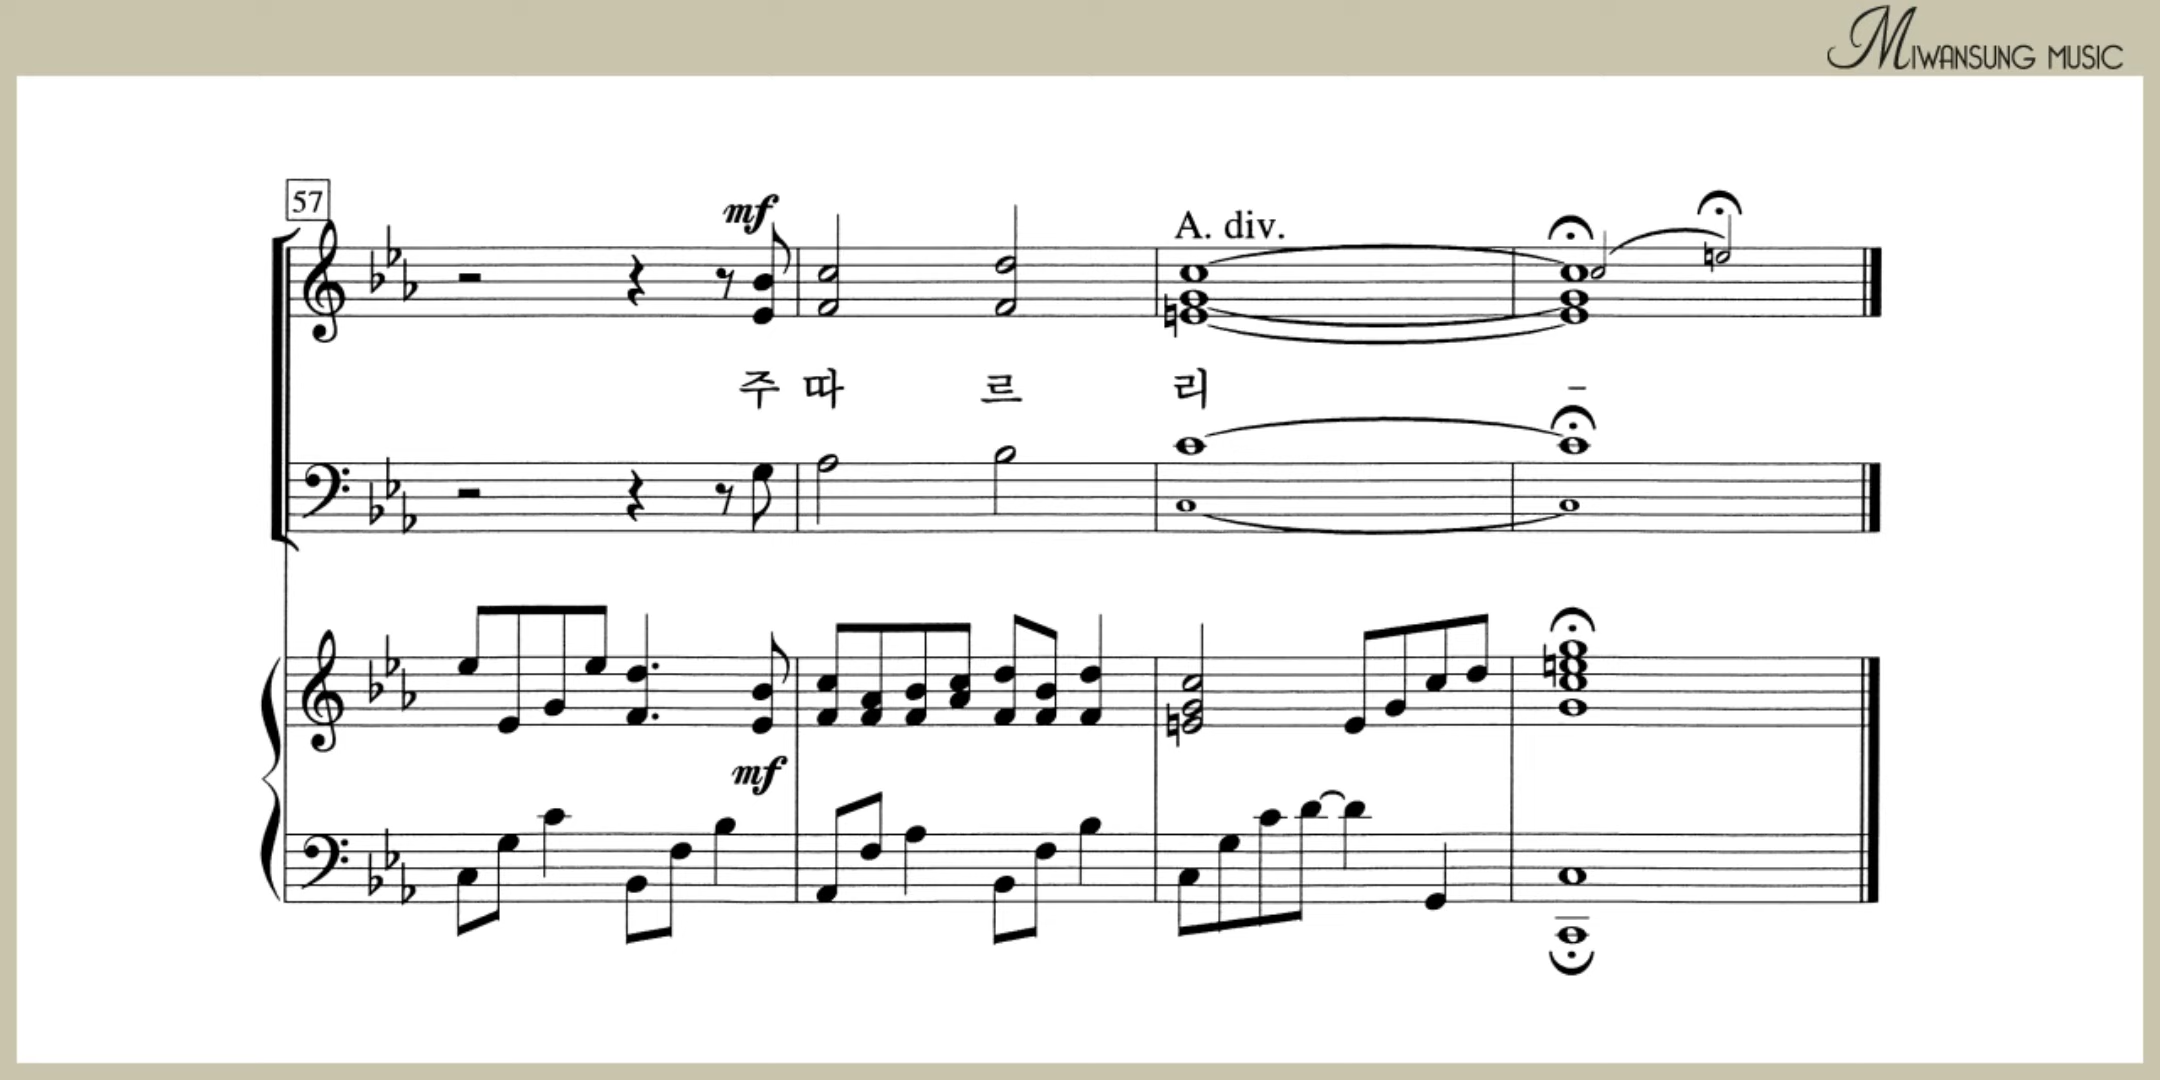 MIWANSUNG MUSIC
57
mf
A. div.
주 따 르 리 -
mf